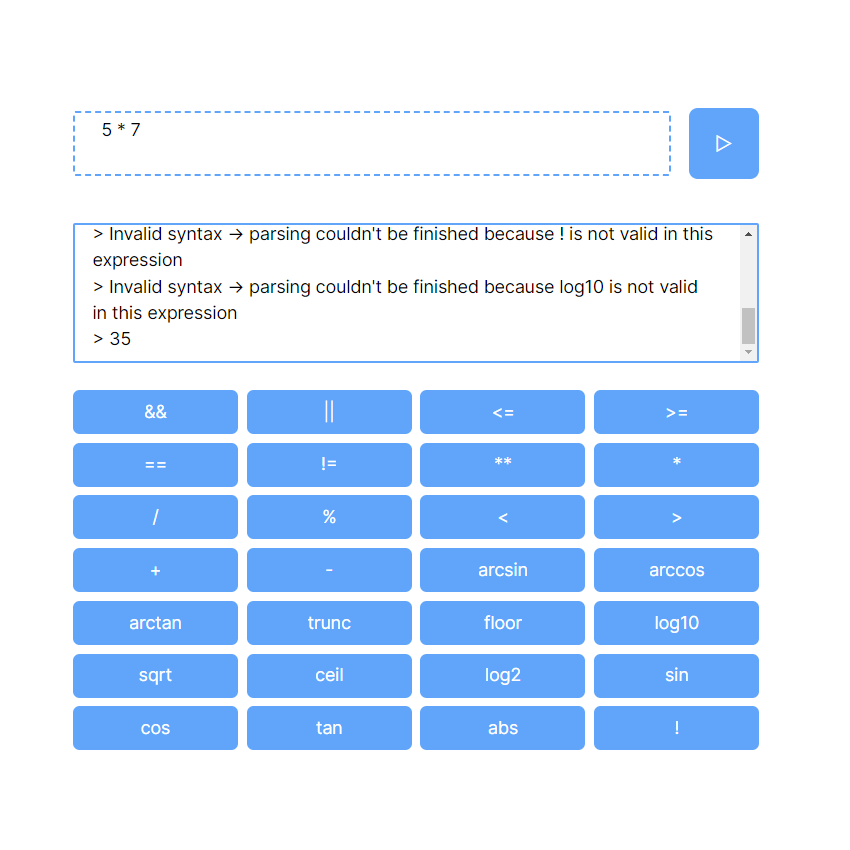 5 * 7
> Invalid syntax → parsing couldn't be finished because ! is not valid in this
expression
> Invalid syntax → parsing couldn't be finished because log10 is not valid
in this expression
> 35
&& || <= >=
== != ** *
/ % < >
+ - arcsin arccos
arctan trunc floor log10
sqrt ceil log2 sin
cos tan abs !